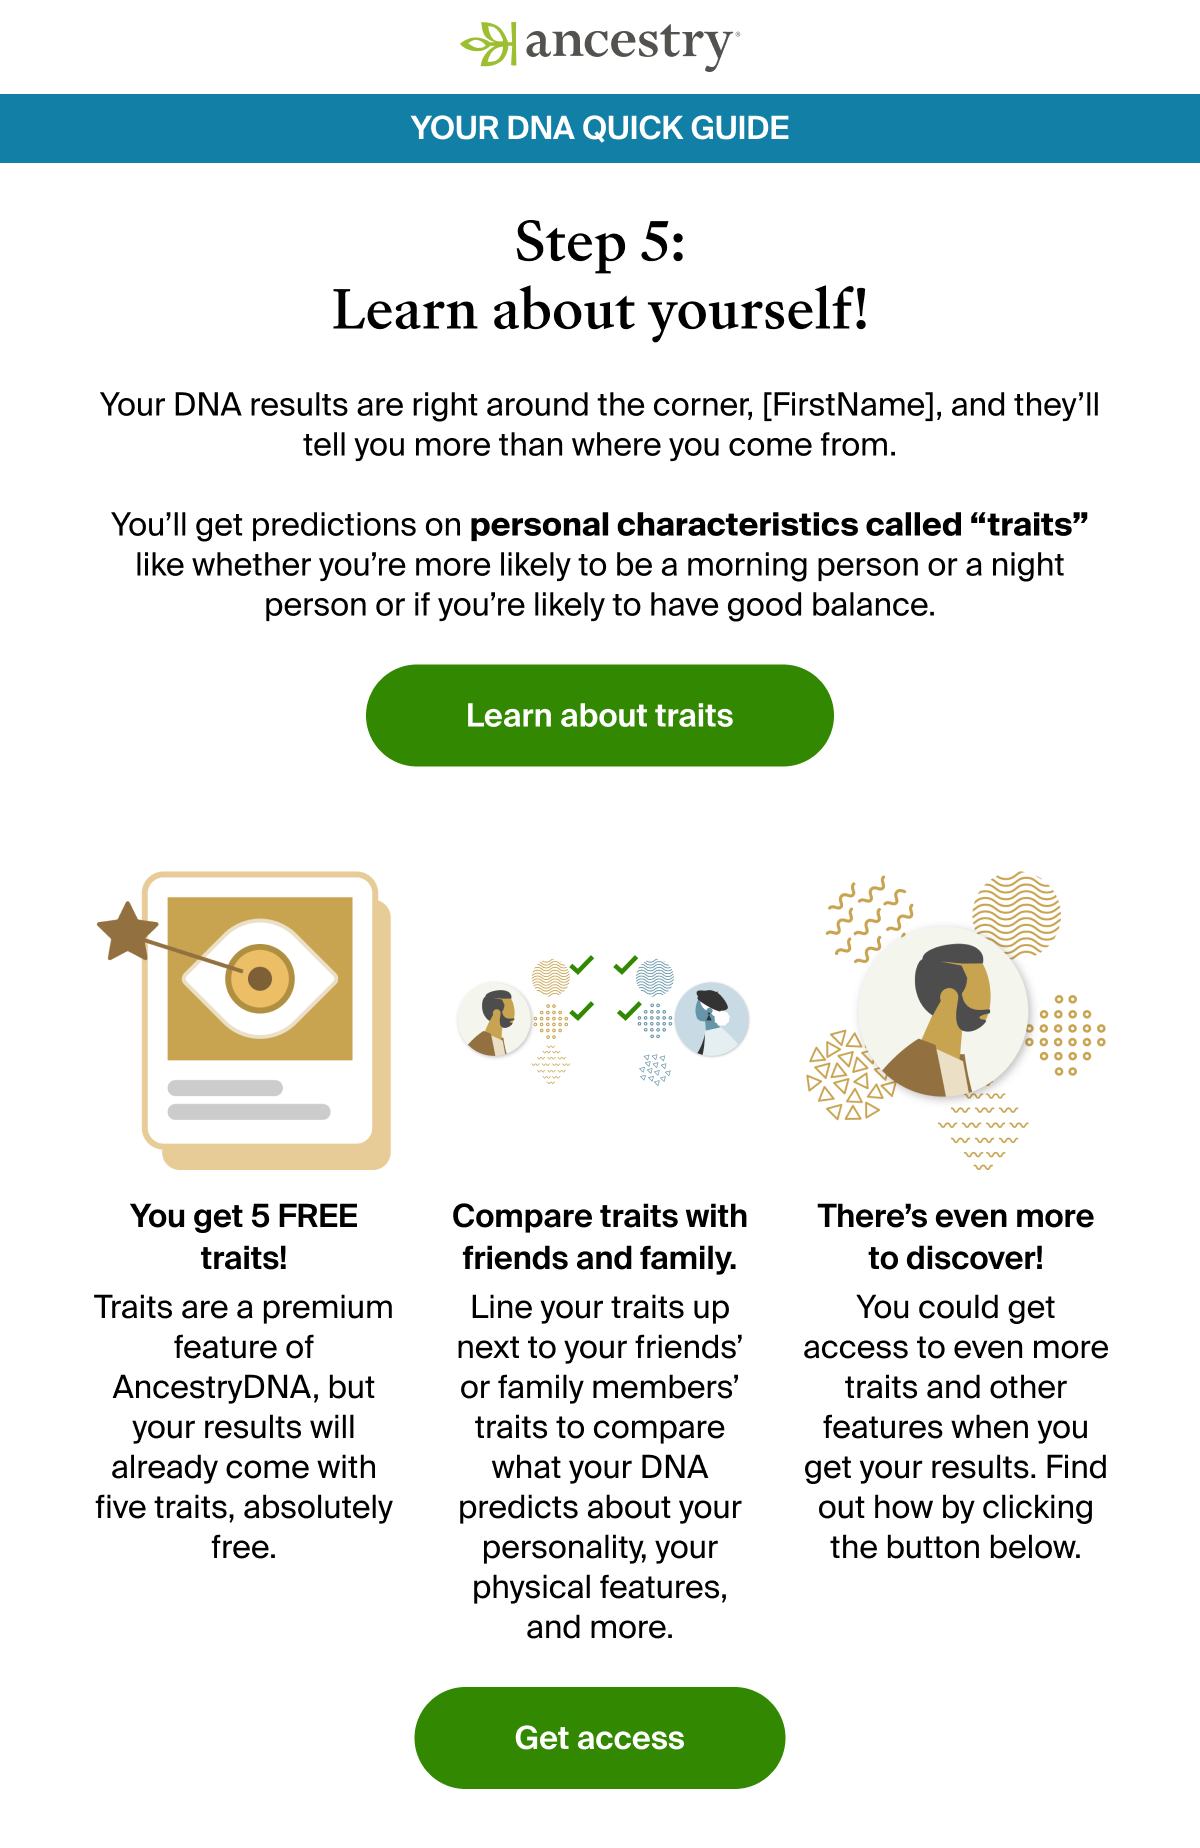 ancestry®
YOUR DNA QUICK GUIDE
Step 5:
Learn about yourself!
Your DNA results are right around the corner, [FirstName], and they’ll
tell you more than where you come from.
You’ll get predictions on personal characteristics called “traits”
like whether you’re more likely to be a morning person or a night
person or if you’re likely to have good balance.
Learn about traits
You get 5 FREE
traits!
Traits are a premium
feature of
AncestryDNA, but
your results will
already come with
five traits, absolutely
free.
Compare traits with
friends and family.
Line your traits up
next to your friends’
or family members’
traits to compare
what your DNA
predicts about your
personality, your
physical features,
and more.
There’s even more
to discover!
You could get
access to even more
traits and other
features when you
get your results. Find
out how by clicking
the button below.
Get access